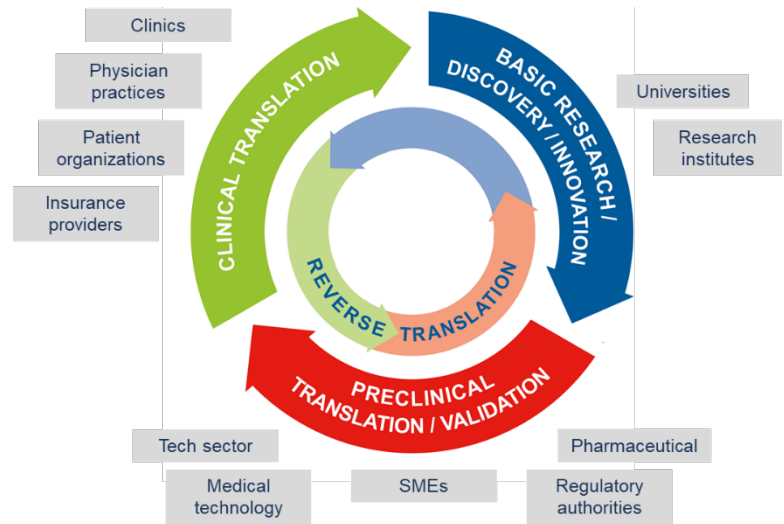 Clinics
Physician
practices
Patient
organizations
Insurance
providers
CLINICAL TRANSLATION
BASIC RESEARCH /
DISCOVERY / INNOVATION
Universities
Research
institutes
REVERSE TRANSLATION
PRECLINICAL
TRANSLATION / VALIDATION
Tech sector
Medical
technology
SMEs
Pharmaceutical
Regulatory
authorities